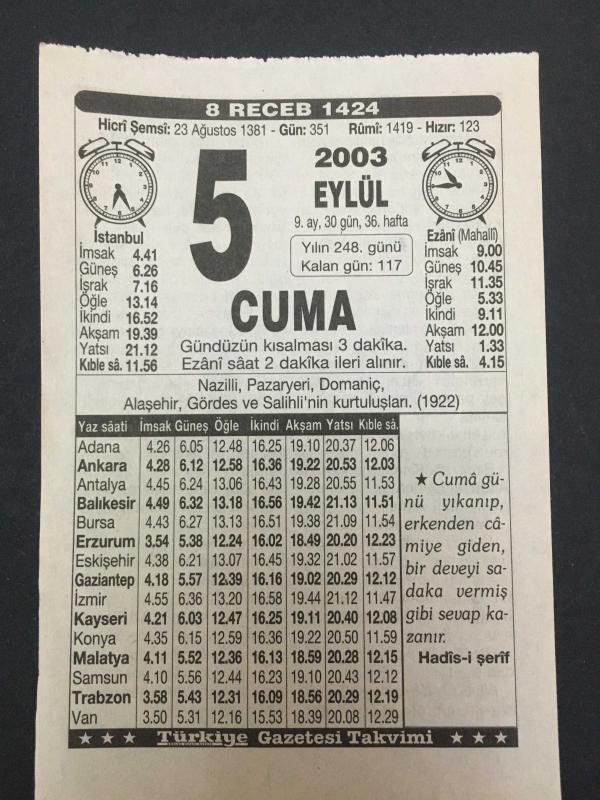 8 RECEB 1424
Hicrî Şemsî: 23 Ağustos 1381 - Gün: 351 Rûmî: 1419 - Hızır: 123
5
2003
EYLÜL
9. ay, 30 gün, 36. hafta
Yılın 248. günü
Kalan gün: 117
CUMA
Gündüzün kısalması 3 dakîka.
Ezânî sâat 2 dakîka ileri alınır.
İstanbul
İmsak 4.41
Güneş 6.26
İşrak 7.16
Öğle 13.14
İkindi 16.52
Akşam 19.39
Yatsı 21.12
Kıble sâ. 11.56
Ezânî (Mahallî)
İmsak 9.00
Güneş 10.45
İşrak 11.35
Öğle 5.33
İkindi 9.11
Akşam 12.00
Yatsı 1.33
Kıble sâ. 4.15
Nazilli, Pazaryeri, Domaniç,
Alaşehir, Gördes ve Salihli'nin kurtuluşları. (1922)
Yaz sâati İmsak Güneş Öğle İkindi Akşam Yatsı Kıble sâ.
Adana 4.26 6.05 12.48 16.25 19.10 20.37 12.06
Ankara 4.28 6.12 12.58 16.36 19.22 20.53 12.03
Antalya 4.45 6.24 13.06 16.43 19.28 20.55 11.53
Balıkesir 4.49 6.32 13.18 16.56 19.42 21.13 11.51
Bursa 4.43 6.27 13.13 16.51 19.38 21.09 11.54
Erzurum 3.54 5.38 12.24 16.02 18.49 20.20 12.23
Eskişehir 4.38 6.21 13.07 16.45 19.32 21.02 11.57
Gaziantep 4.18 5.57 12.39 16.16 19.02 20.29 12.12
İzmir 4.55 6.36 13.20 16.58 19.44 21.12 11.47
Kayseri 4.21 6.03 12.47 16.25 19.11 20.40 12.08
Konya 4.35 6.15 12.59 16.36 19.22 20.50 11.59
Malatya 4.11 5.52 12.36 16.13 18.59 20.28 12.15
Samsun 4.10 5.56 12.44 16.23 19.10 20.43 12.12
Trabzon 3.58 5.43 12.31 16.09 18.56 20.29 12.19
Van 3.50 5.31 12.16 15.53 18.39 20.08 12.29
★ Cumâ gü-
nü yıkanıp,
erkenden câ-
miye giden,
bir deveyi sa-
daka vermiş
gibi sevap ka-
zanır.
Hadîs-i şerîf
★ ★ ★ Türkiye Gazetesi Takvimi ★ ★ ★